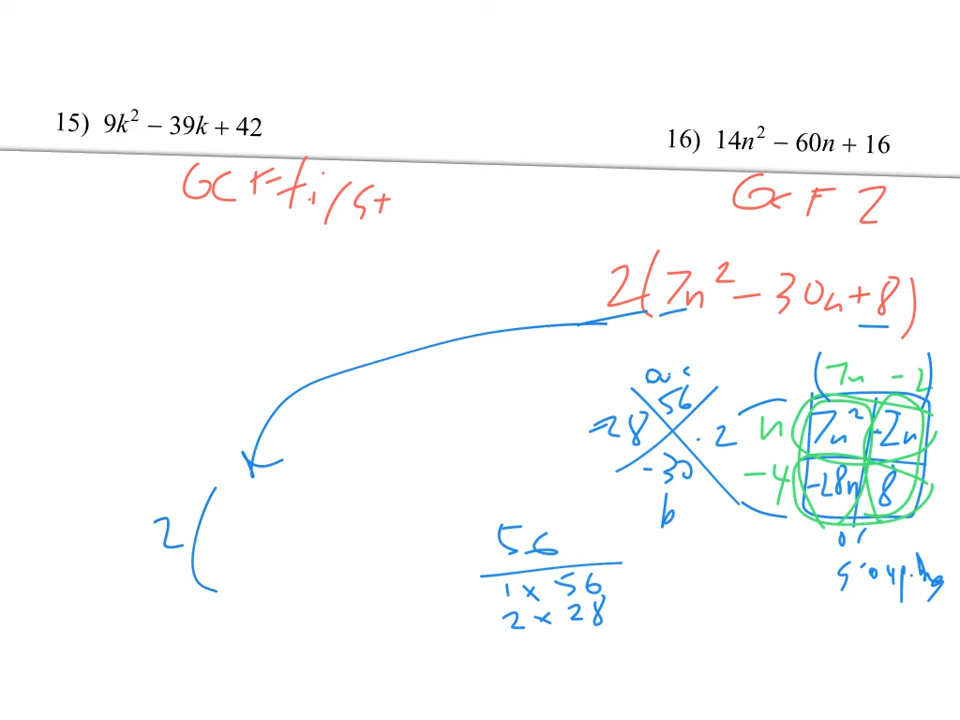 15) 9k² − 39k + 42
16) 14n² − 60n + 16
GCF first
GCF 2
2(7n² − 30n + 8)
a c
56
-28 -2
-30
b
(7n - 2)
n 7n² -2n
-4 -28n 8
or
grouping
56
1 x 56
2 x 28
2(